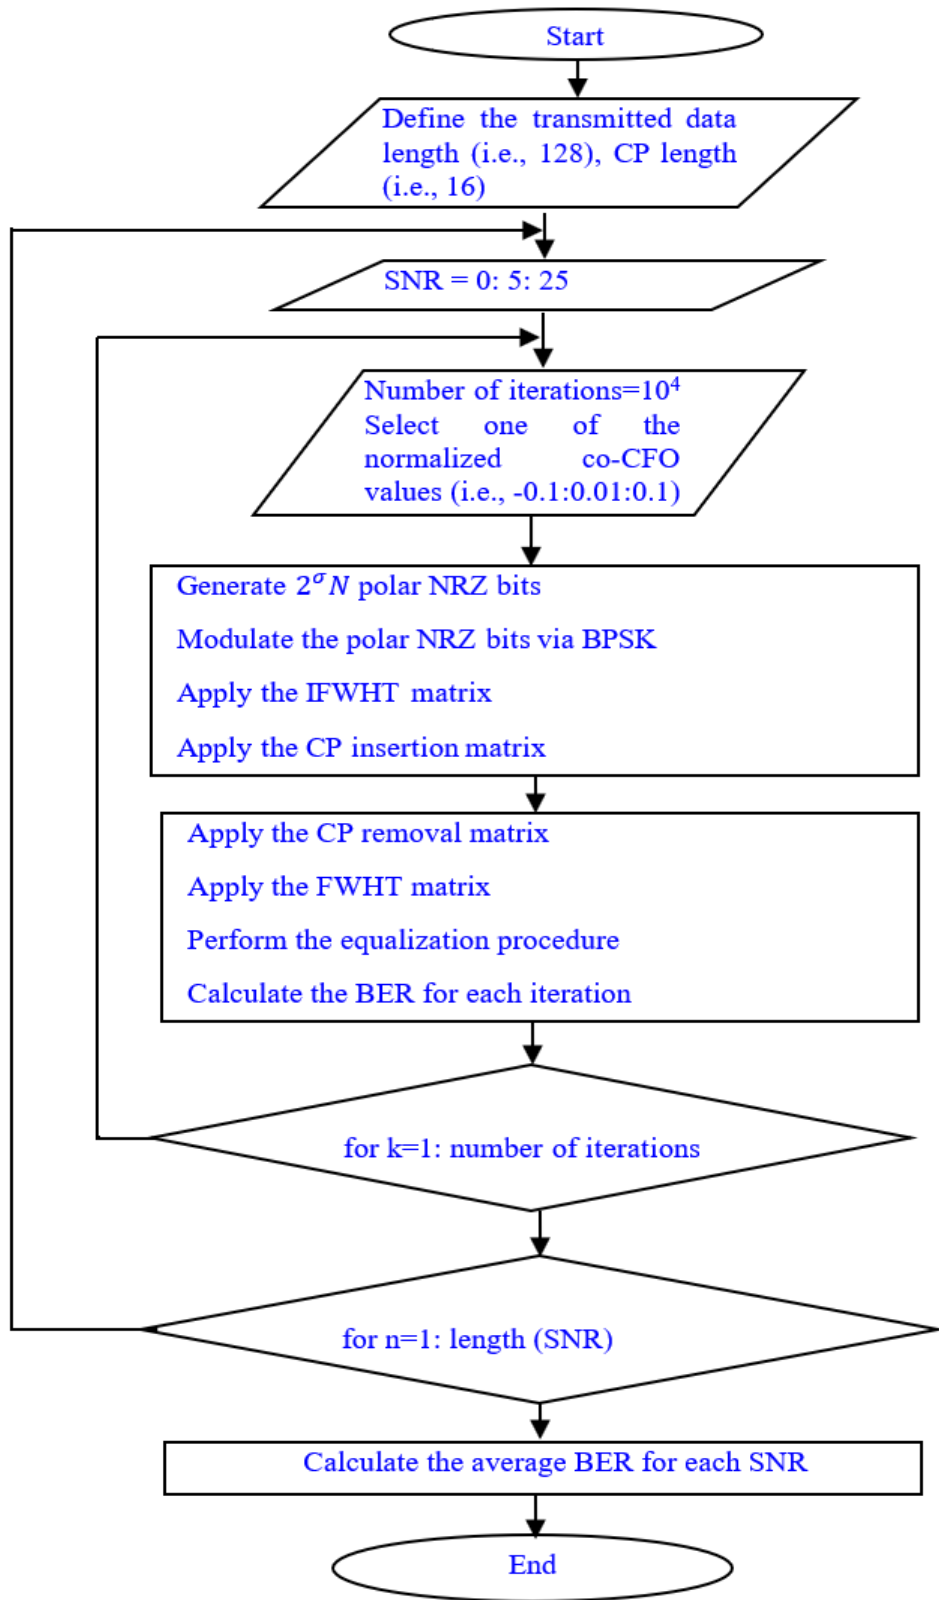 Start
Define the transmitted data
length (i.e., 128), CP length
(i.e., 16)
SNR = 0: 5: 25
Number of iterations=10⁴
Select one of the
normalized co-CFO
values (i.e., -0.1:0.01:0.1)
Generate 2^σ N polar NRZ bits
Modulate the polar NRZ bits via BPSK
Apply the IFWHT matrix
Apply the CP insertion matrix
Apply the CP removal matrix
Apply the FWHT matrix
Perform the equalization procedure
Calculate the BER for each iteration
for k=1: number of iterations
for n=1: length (SNR)
Calculate the average BER for each SNR
End